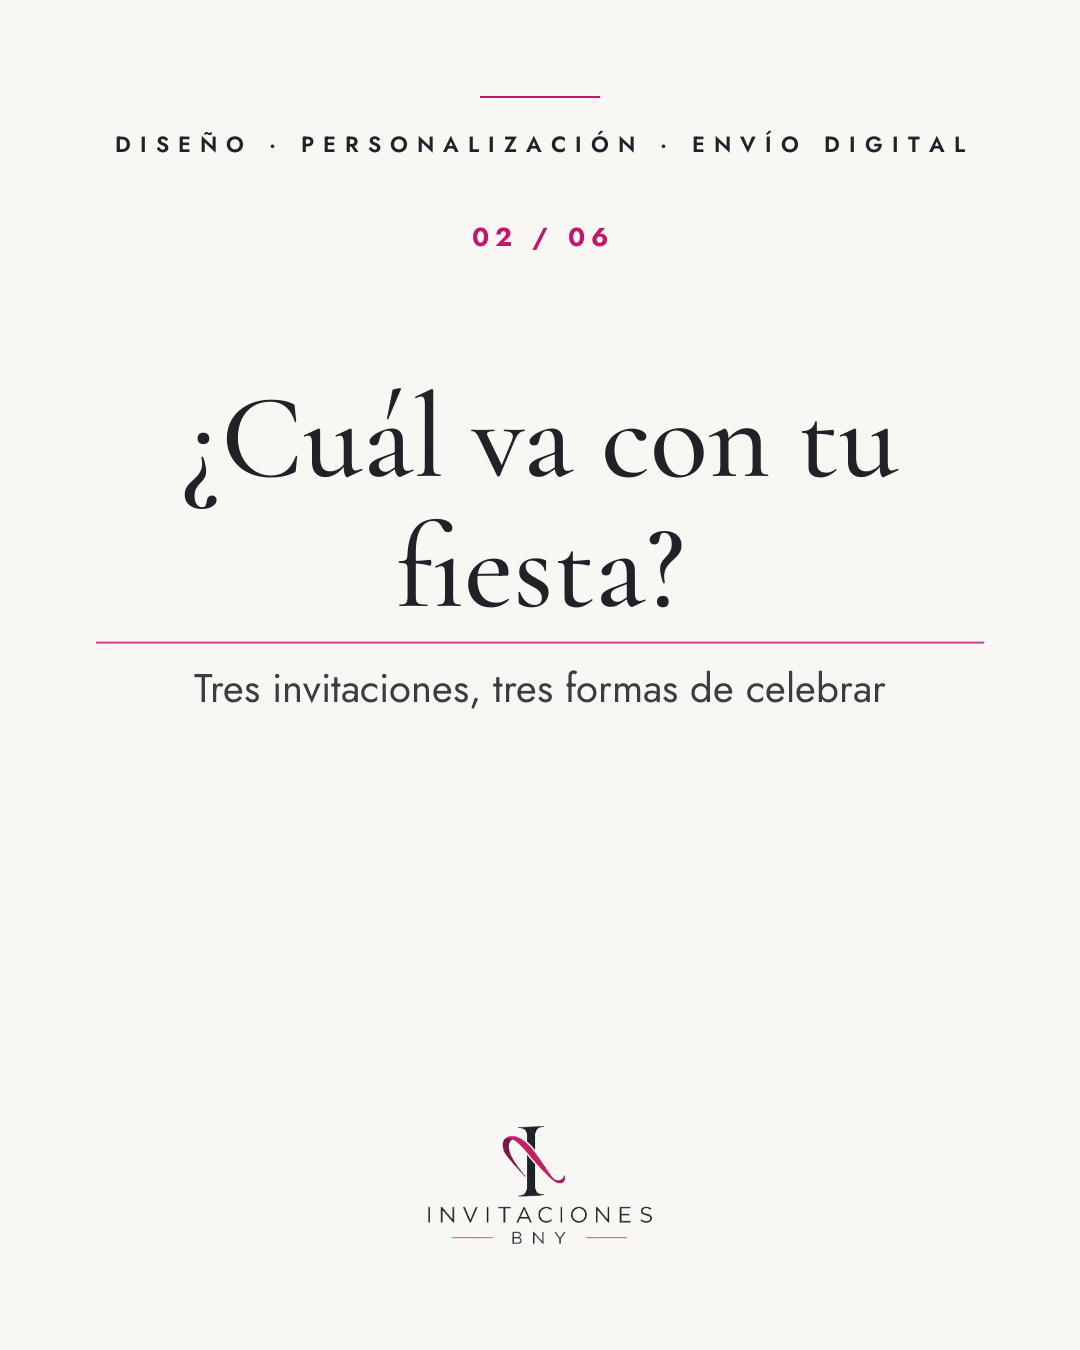 DISEÑO · PERSONALIZACIÓN · ENVÍO DIGITAL
02 / 06
¿Cuál va con tu
fiesta?
Tres invitaciones, tres formas de celebrar
INVITACIONES
BNY